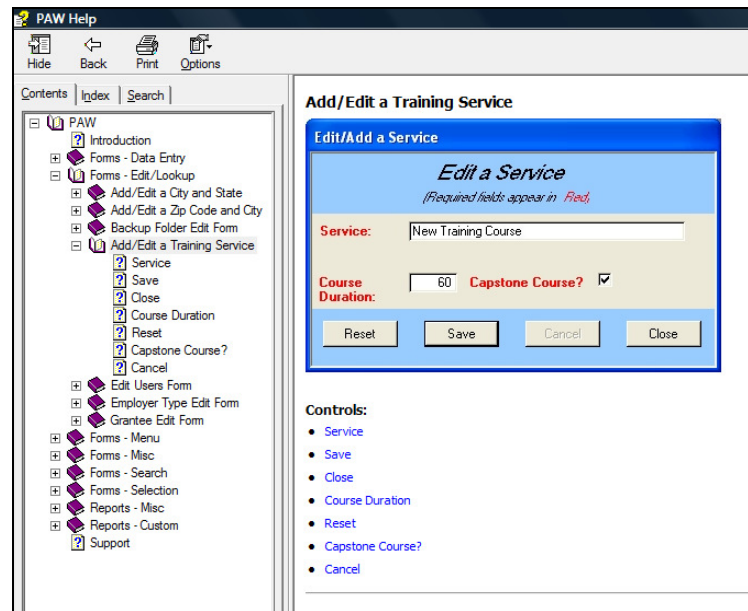 PAW Help
Hide Back Print Options
Contents Index Search
PAW
Introduction
Forms - Data Entry
Forms - Edit/Lookup
Add/Edit a City and State
Add/Edit a Zip Code and City
Backup Folder Edit Form
Add/Edit a Training Service
Service
Save
Close
Course Duration
Reset
Capstone Course?
Cancel
Edit Users Form
Employer Type Edit Form
Grantee Edit Form
Forms - Menu
Forms - Misc
Forms - Search
Forms - Selection
Reports - Misc
Reports - Custom
Support
Add/Edit a Training Service
Edit/Add a Service
Edit a Service
(Required fields appear in Red,
Service: New Training Course
Course Duration: 60 Capstone Course?
Reset Save Cancel Close
Controls:
Service
Save
Close
Course Duration
Reset
Capstone Course?
Cancel